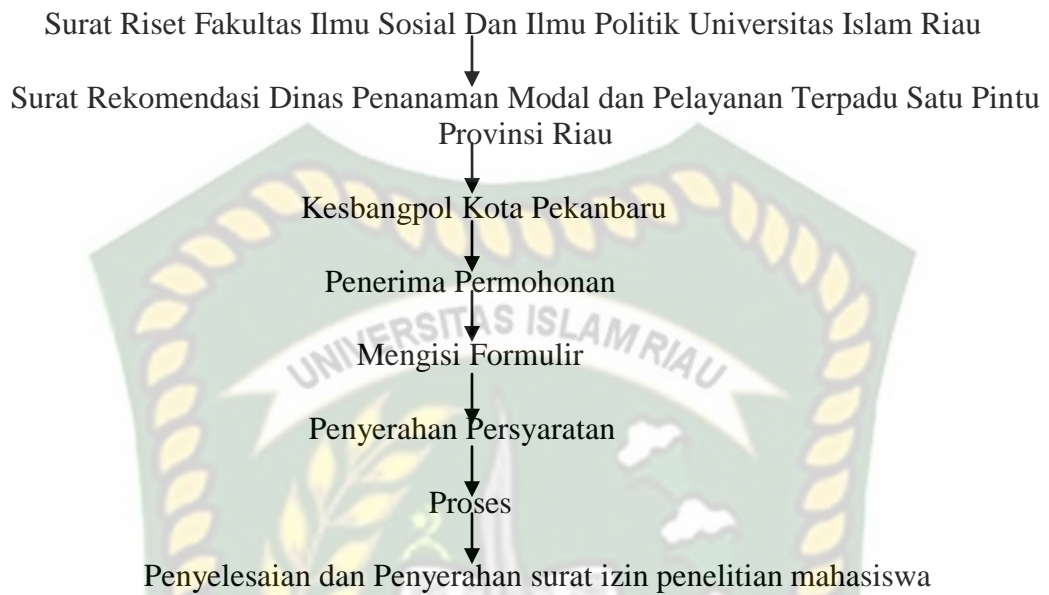 Surat Riset Fakultas Ilmu Sosial Dan Ilmu Politik Universitas Islam Riau
Surat Rekomendasi Dinas Penanaman Modal dan Pelayanan Terpadu Satu Pintu
Provinsi Riau
Kesbangpol Kota Pekanbaru
Penerima Permohonan
UNIVERSITAS ISLAM RIAU
Mengisi Formulir
Penyerahan Persyaratan
Proses
Penyelesaian dan Penyerahan surat izin penelitian mahasiswa